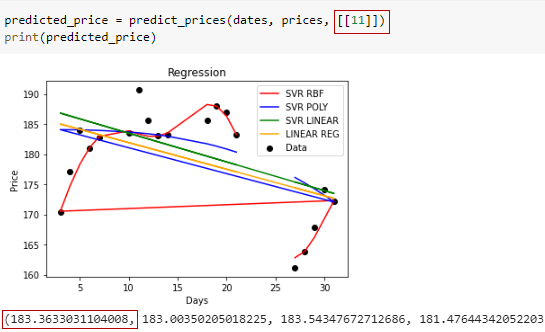 predicted_price = predict_prices(dates, prices, [[11]])
print(predicted_price)
Regression
190
185
180
175
170
165
160
Price
SVR RBF
SVR POLY
SVR LINEAR
LINEAR REG
Data
5
10
15
20
25
30
Days
(183.3633031104008, 183.00350205018225, 183.54347672712686, 181.47644342052203